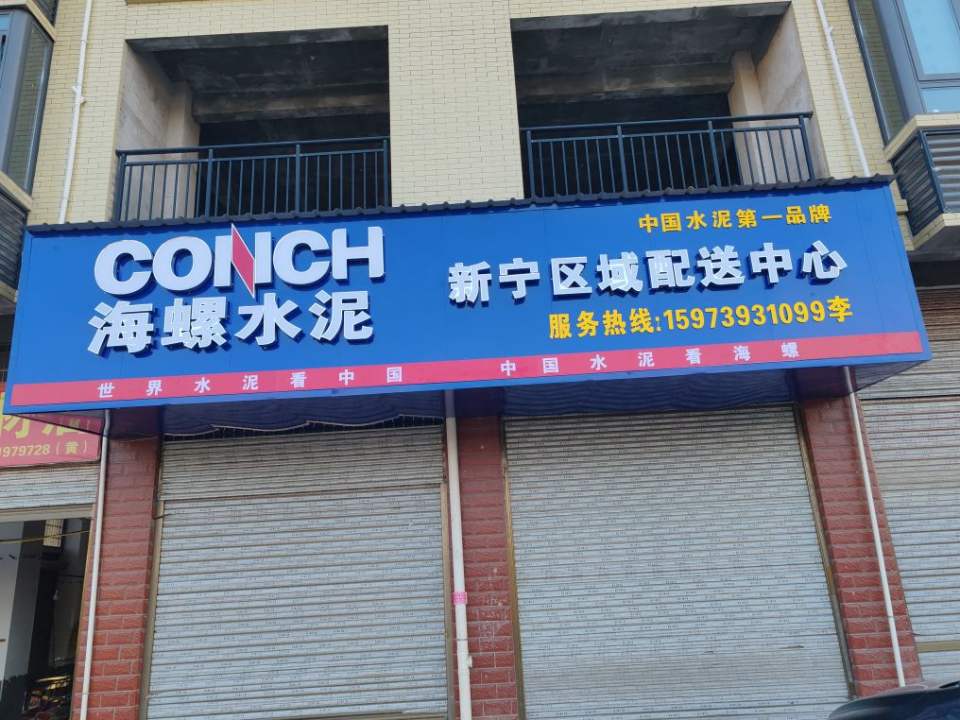 CONCH
海螺水泥
中国水泥第一品牌
新宁区域配送中心
服务热线:15973931099李
世界水泥看中国 中国水泥看海螺
979728（黄）